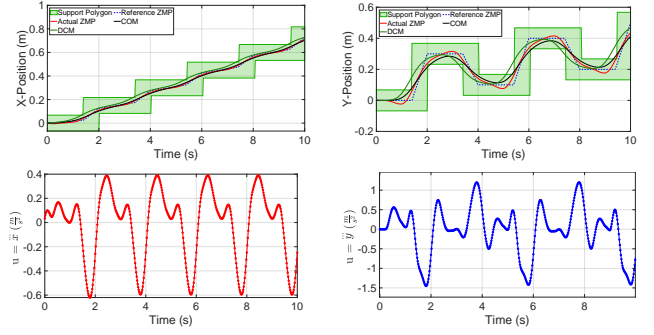 Support Polygon
Reference ZMP
Actual ZMP
COM
DCM
X-Position (m)
0.8
0.6
0.4
0.2
0
0 2 4 6 8 10
Time (s)
Support Polygon
Reference ZMP
Actual ZMP
COM
DCM
Y-Position (m)
0.6
0.4
0.2
0
-0.2
0 2 4 6 8 10
Time (s)
u = ẍ (m/s²)
0.4
0.2
0
-0.2
-0.4
-0.6
0 2 4 6 8 10
Time (s)
u = ÿ (m/s²)
1
0.5
0
-0.5
-1
-1.5
0 2 4 6 8
Time (s)